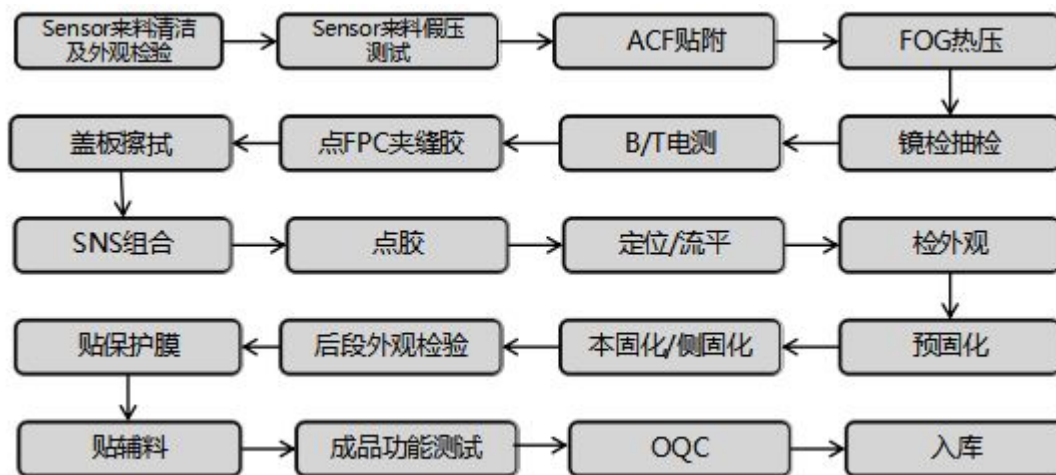 Sensor来料清洁
及外观检验
Sensor来料假压
测试
ACF贴附
FOG热压
镜检抽检
B/T电测
点FPC夹缝胶
盖板擦拭
SNS组合
点胶
定位/流平
检外观
预固化
本固化/侧固化
后段外观检验
贴保护膜
贴辅料
成品功能测试
OQC
入库